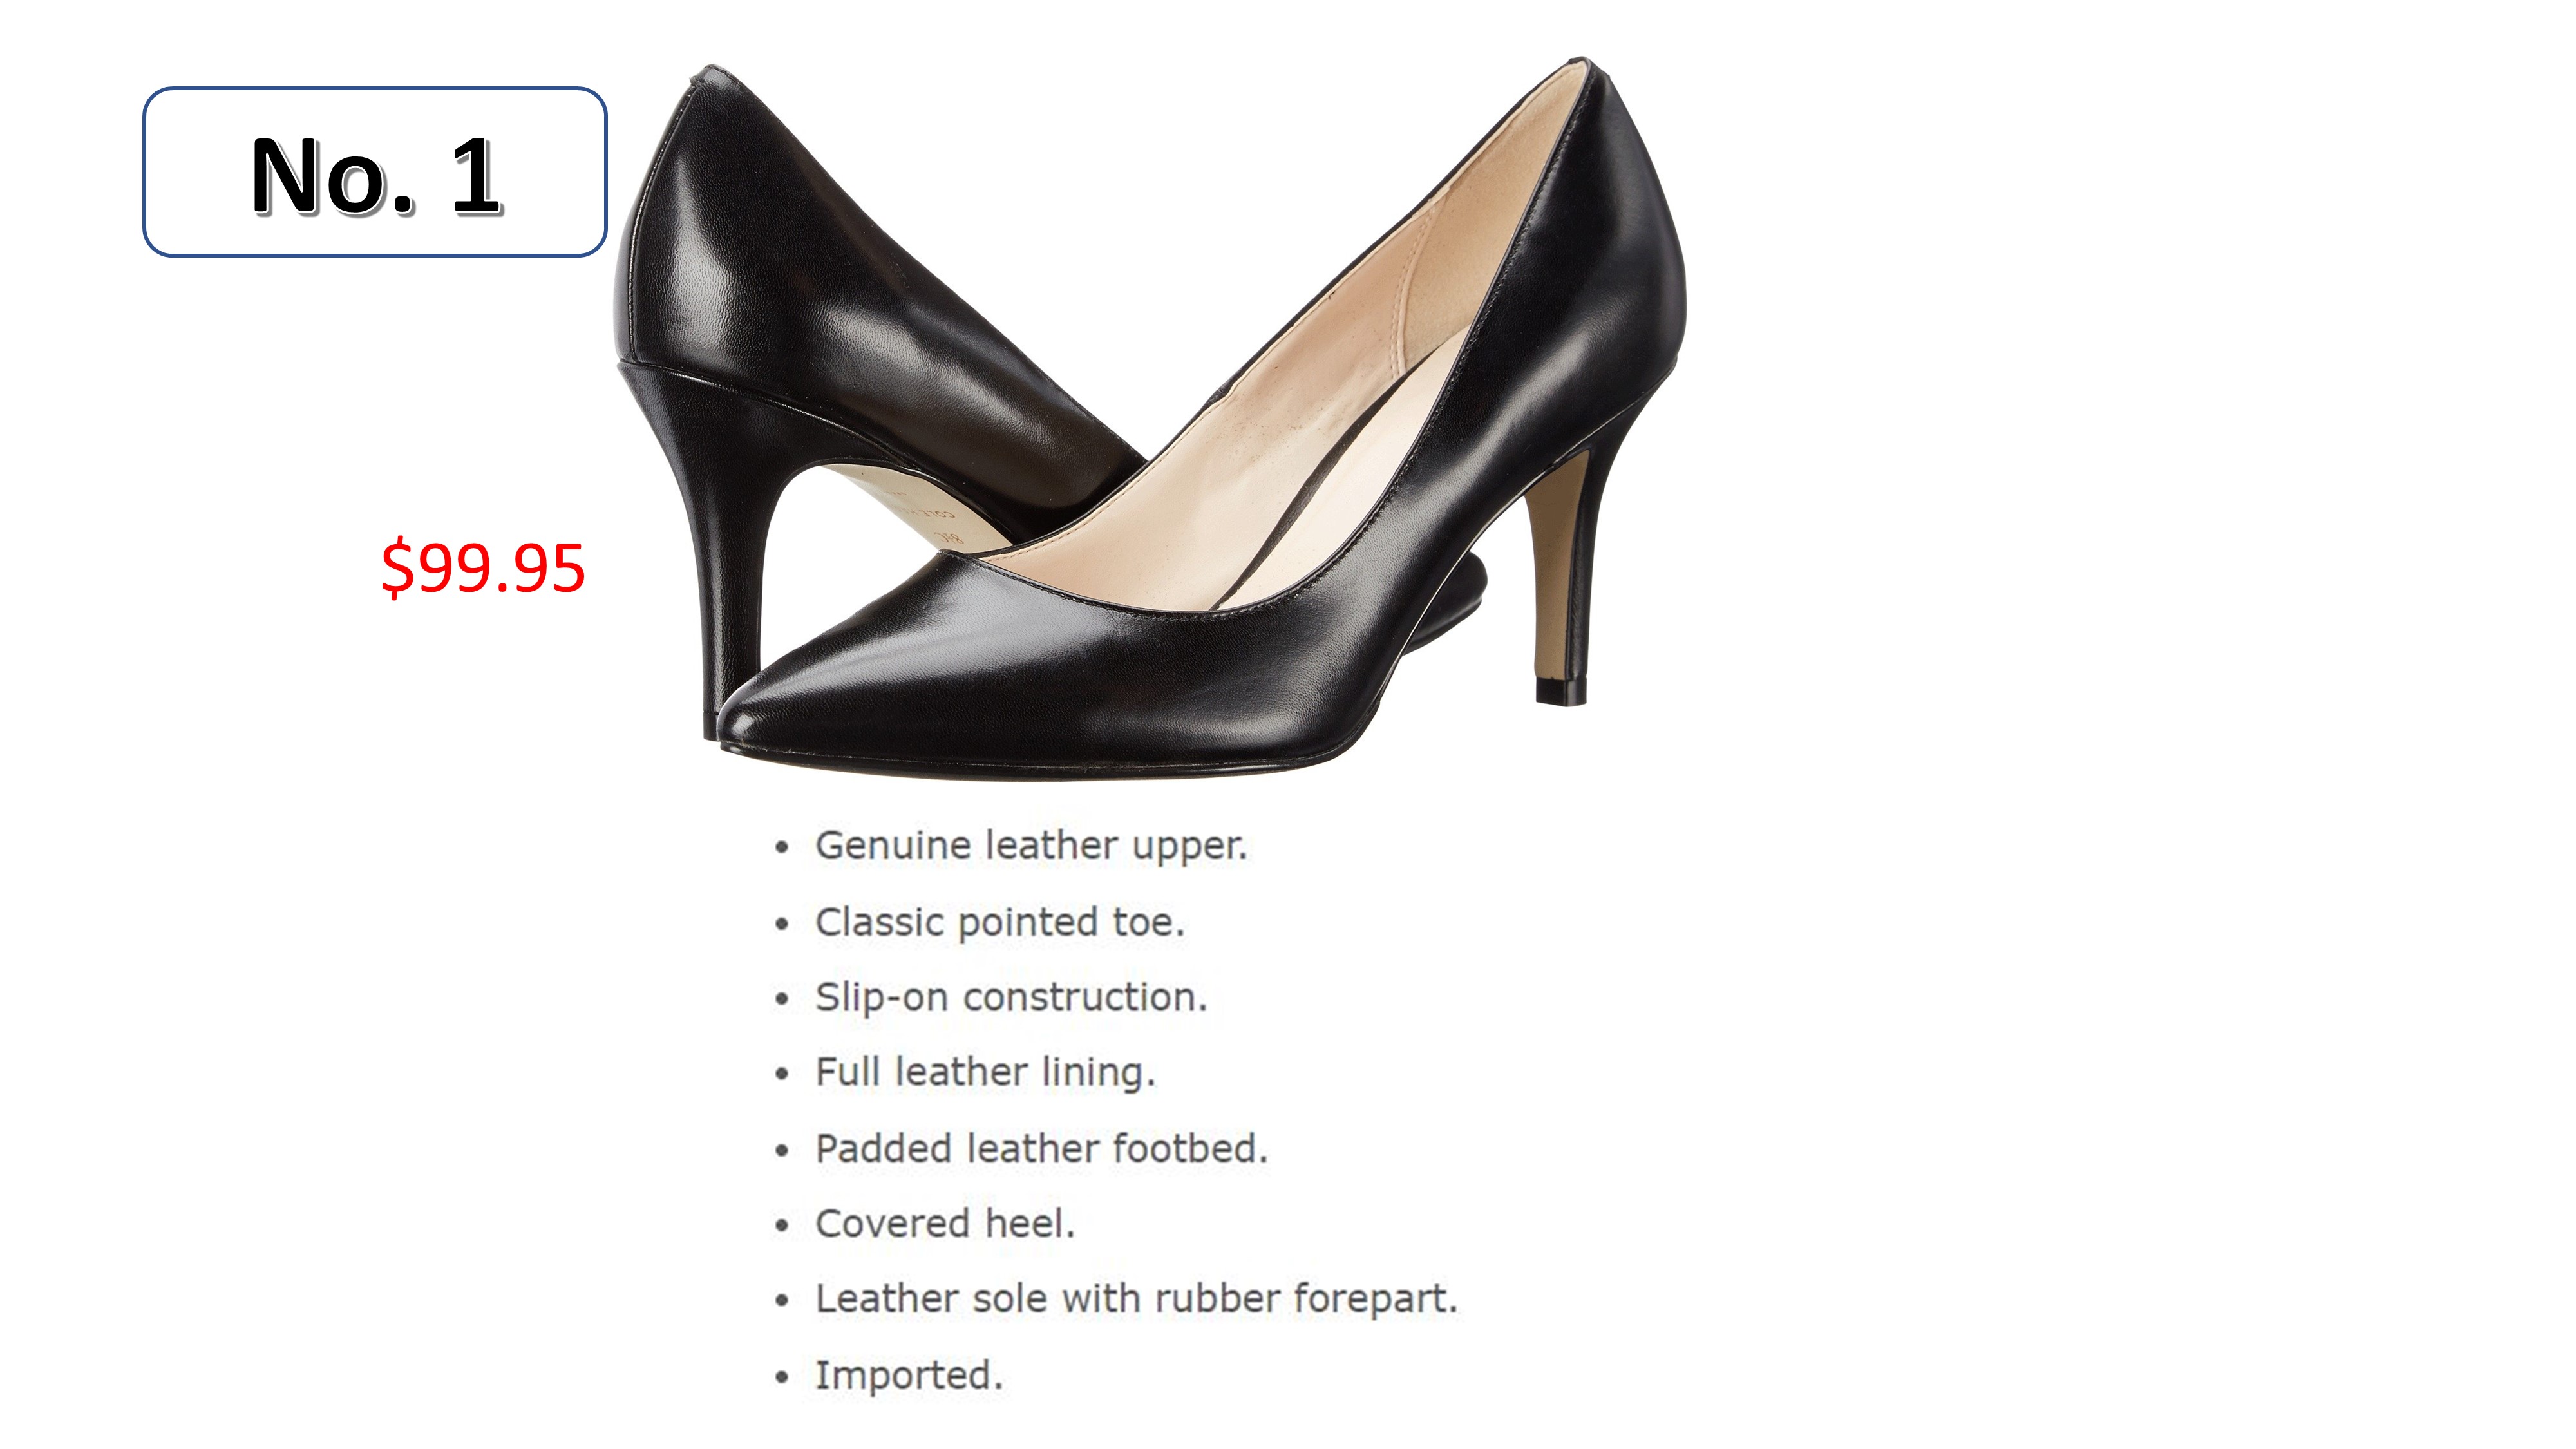 No. 1
$99.95
COLE
• Genuine leather upper.
• Classic pointed toe.
• Slip-on construction.
• Full leather lining.
• Padded leather footbed.
• Covered heel.
• Leather sole with rubber forepart.
• Imported.